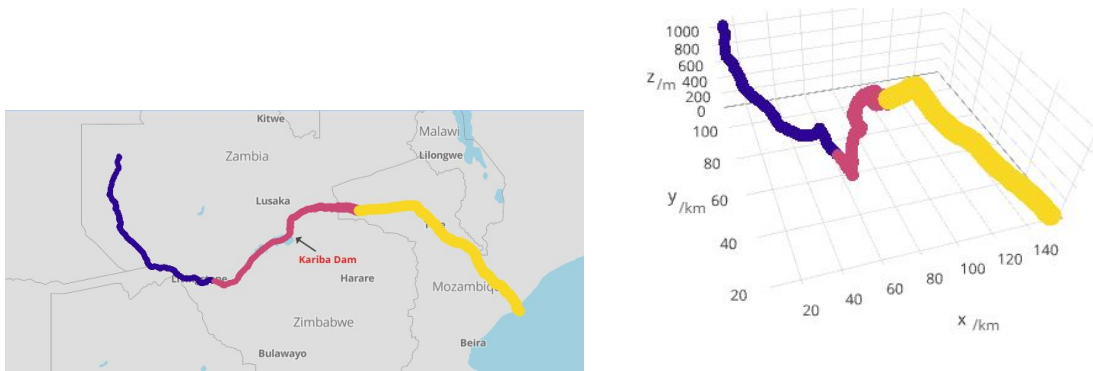 Kitwe
Malawi
Zambia
Lilongwe
Lusaka
Kariba Dam
Harare
Mozambiqu
Zimbabwe
Beira
Bulawayo
1000
800
600
z/m 400
200
0
100
80
y/km 60
40
20
20
40
60
80
100
120
140
x /km